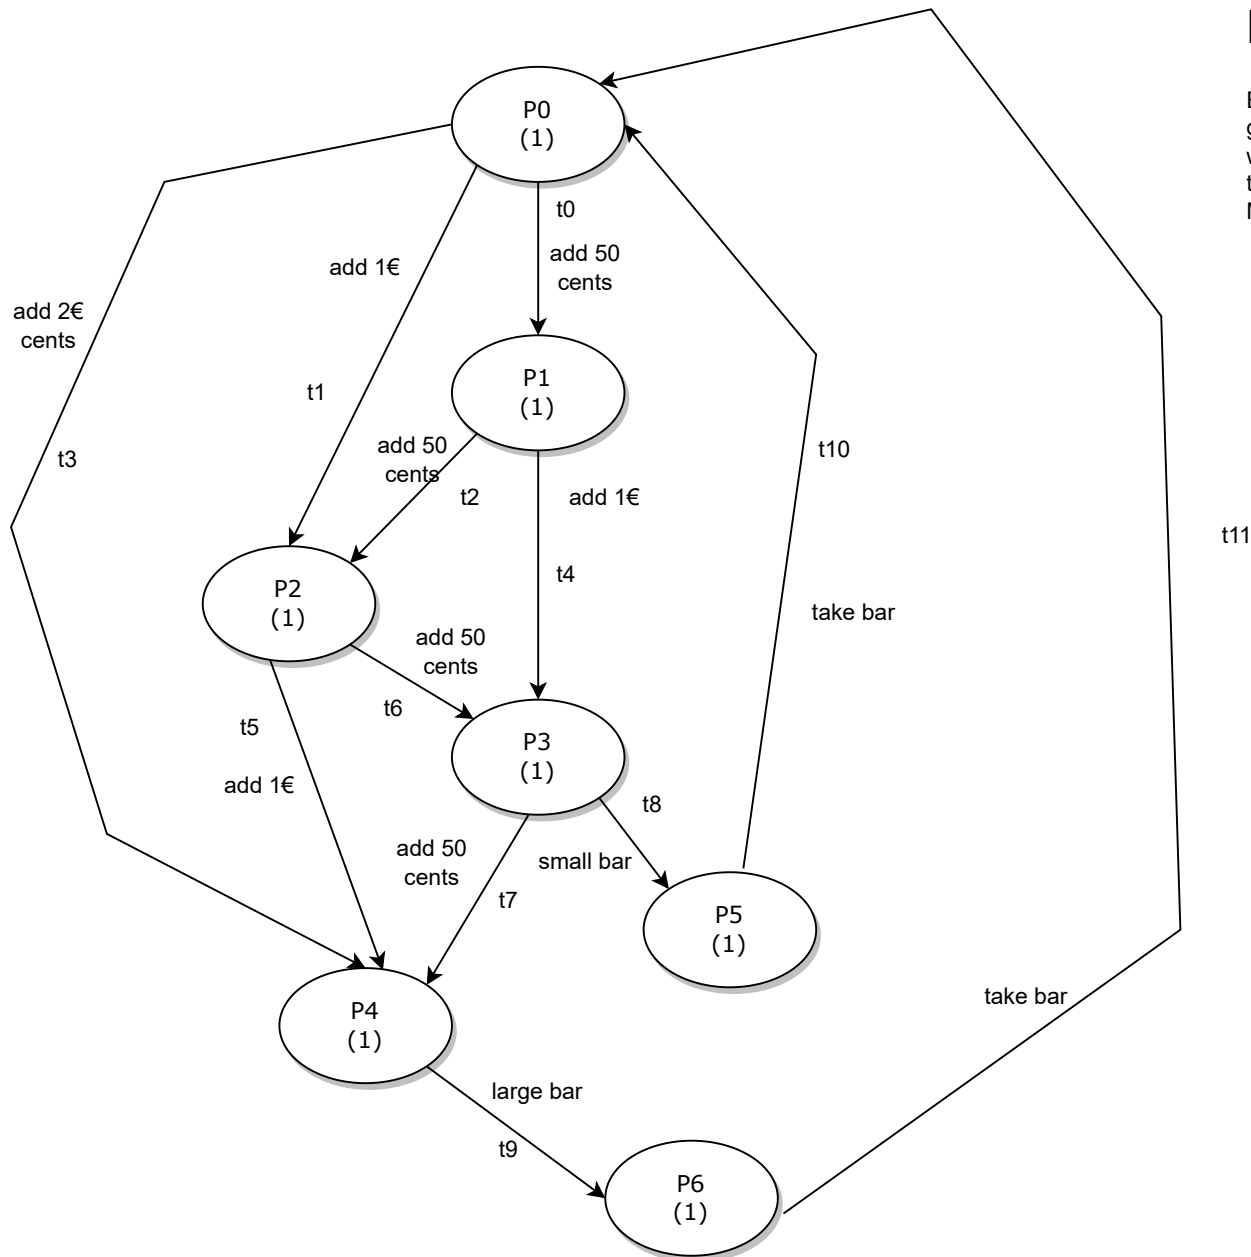 P0
(1)
t0
add 50
cents
add 1€
add 2€
cents
t1
t3
P1
(1)
add 50
cents
t2
add 1€
t10
t4
t11
P2
(1)
take bar
add 50
cents
t6
t5
add 1€
P3
(1)
t8
add 50
cents
small bar
t7
P5
(1)
P4
(1)
take bar
large bar
t9
P6
(1)